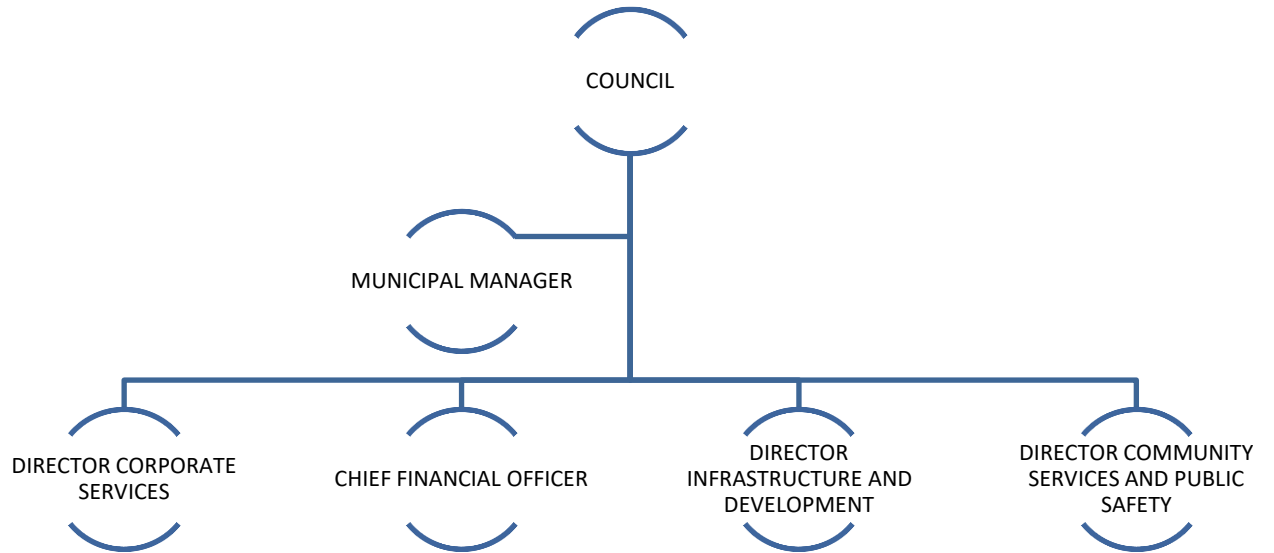 COUNCIL
MUNICIPAL MANAGER
DIRECTOR CORPORATE
SERVICES
CHIEF FINANCIAL OFFICER
DIRECTOR
INFRASTRUCTURE AND
DEVELOPMENT
DIRECTOR COMMUNITY
SERVICES AND PUBLIC
SAFETY